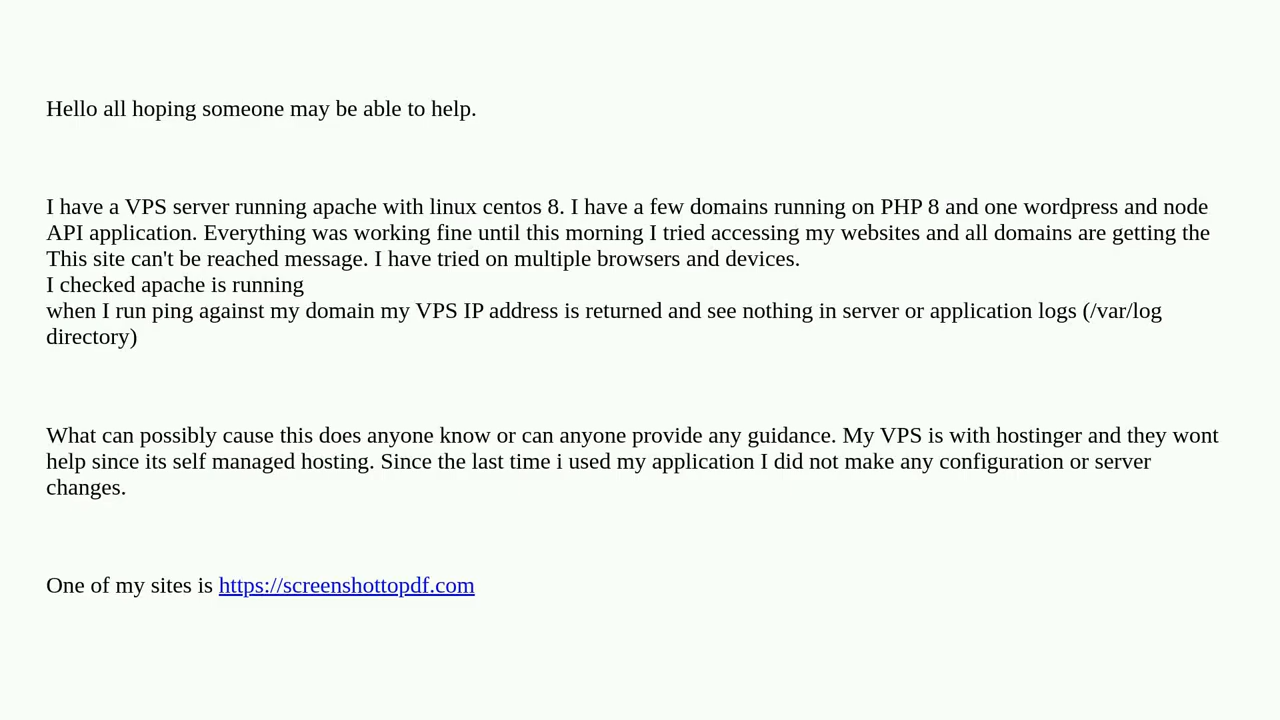 Hello all hoping someone may be able to help.
I have a VPS server running apache with linux centos 8. I have a few domains running on PHP 8 and one wordpress and node
API application. Everything was working fine until this morning I tried accessing my websites and all domains are getting the
This site can't be reached message. I have tried on multiple browsers and devices.
I checked apache is running
when I run ping against my domain my VPS IP address is returned and see nothing in server or application logs (/var/log
directory)
What can possibly cause this does anyone know or can anyone provide any guidance. My VPS is with hostinger and they wont
help since its self managed hosting. Since the last time i used my application I did not make any configuration or server
changes.
One of my sites is https://screenshottopdf.com